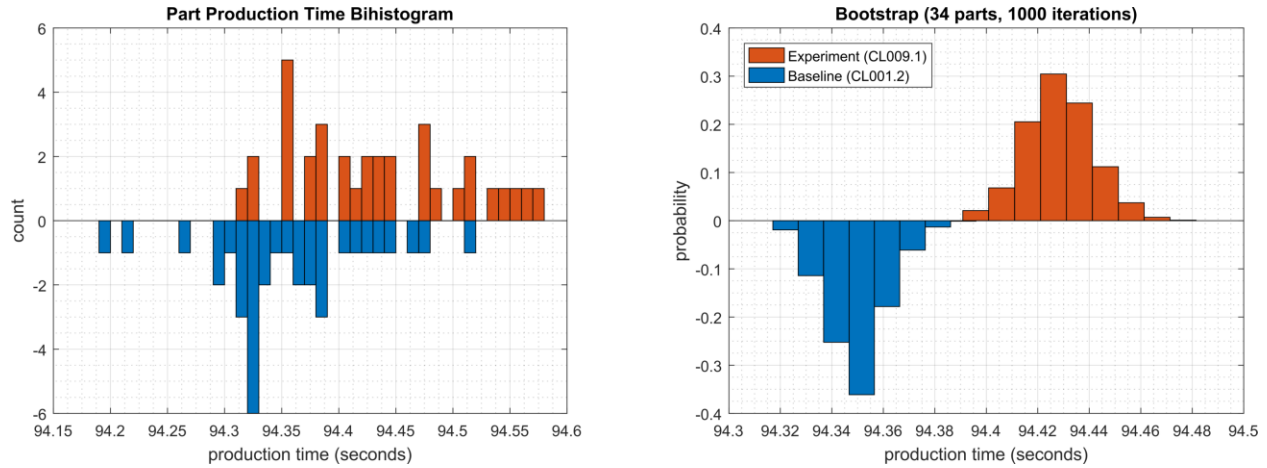 Part Production Time Bihistogram
6
4
2
0
-2
-4
-6
count
94.15 94.2 94.25 94.3 94.35 94.4 94.45 94.5 94.55 94.6
production time (seconds)
Bootstrap (34 parts, 1000 iterations)
Experiment (CL009.1)
Baseline (CL001.2)
0.4
0.3
0.2
0.1
0
-0.1
-0.2
-0.3
-0.4
probability
94.3 94.32 94.34 94.36 94.38 94.4 94.42 94.44 94.46 94.48 94.5
production time (seconds)